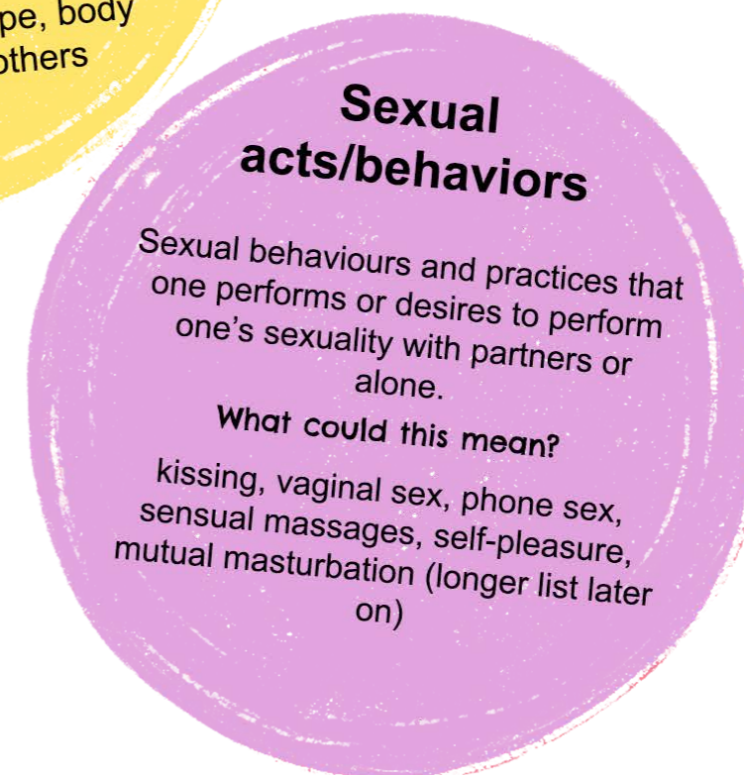 pe, body
others
Sexual
acts/behaviors
Sexual behaviours and practices that
one performs or desires to perform
one's sexuality with partners or
alone.
What could this mean?
kissing, vaginal sex, phone sex,
sensual massages, self-pleasure,
mutual masturbation (longer list later
on)